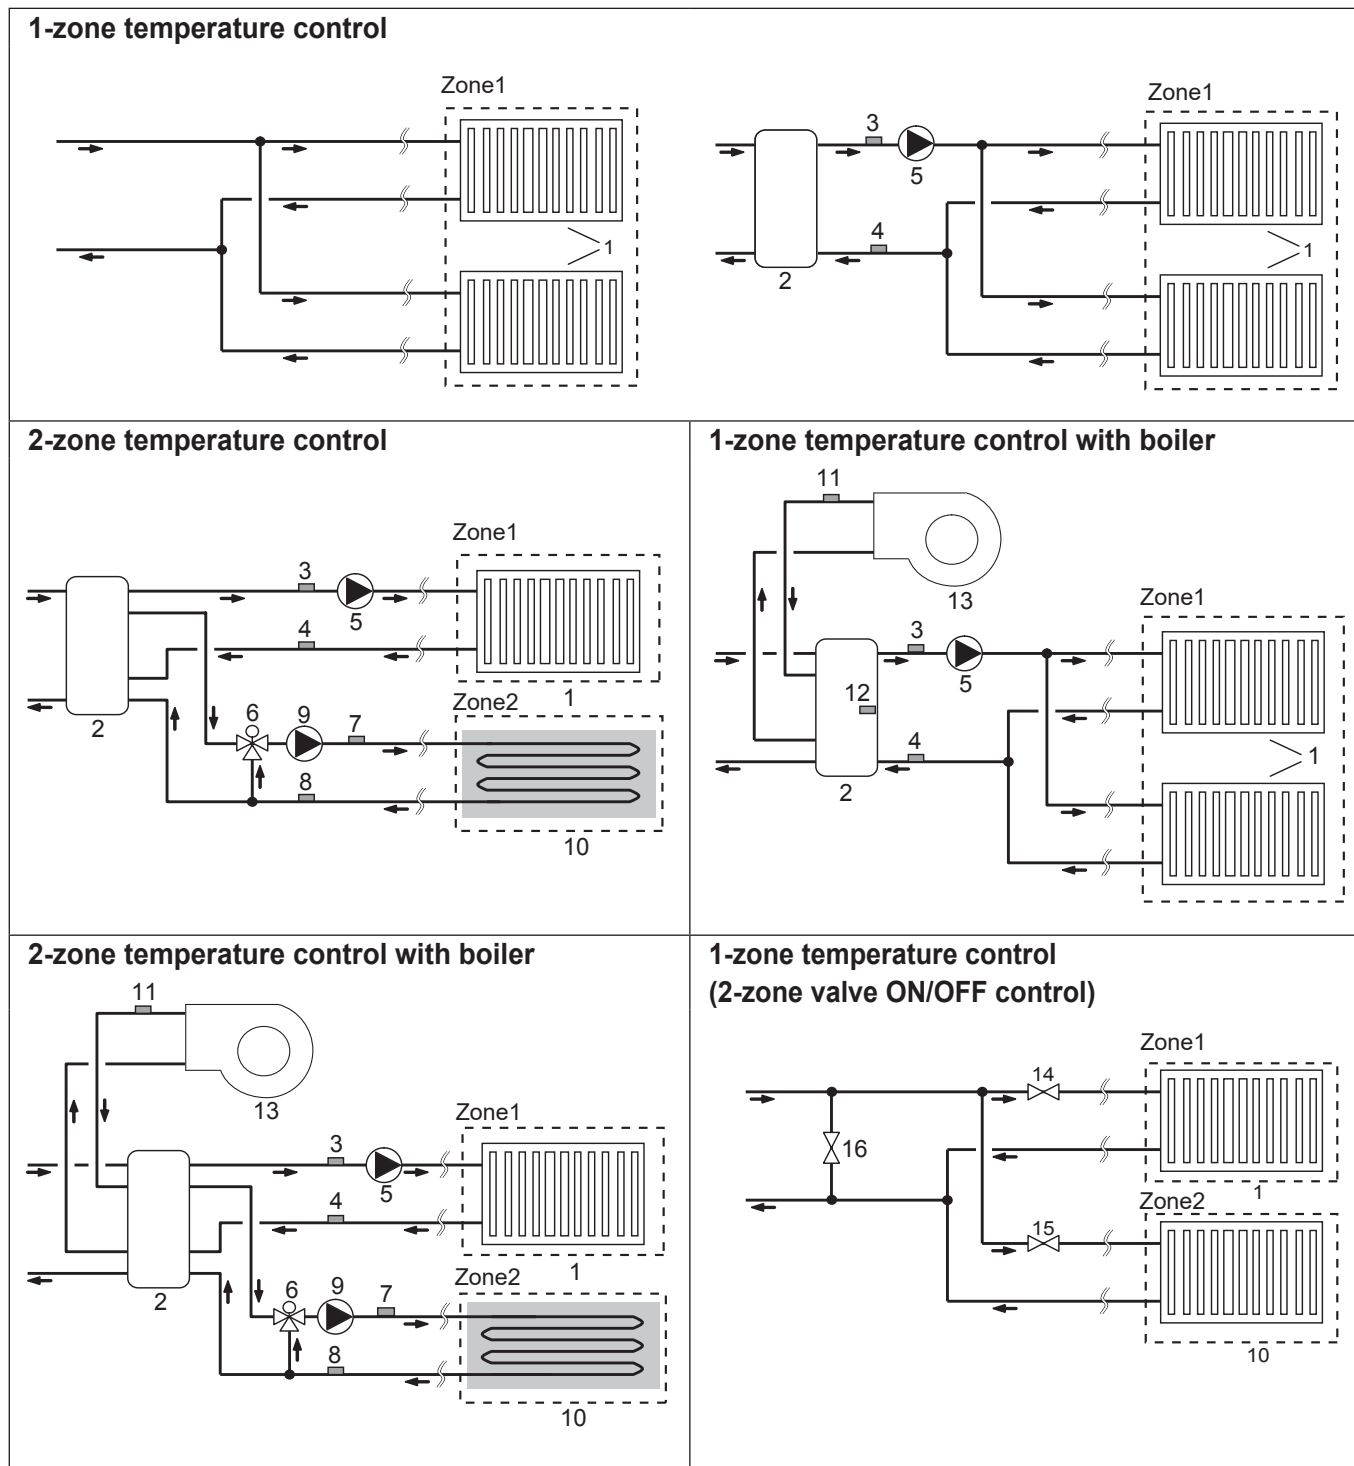 1-zone temperature control
Zone1
1
Zone1
3
5
4
2
1
2-zone temperature control
Zone1
3
5
4
1
2
Zone2
6
9
7
8
10
1-zone temperature control with boiler
11
13
Zone1
3
5
12
4
2
1
2-zone temperature control with boiler
11
13
Zone1
3
5
4
1
2
Zone2
6
9
7
8
10
1-zone temperature control
(2-zone valve ON/OFF control)
Zone1
14
16
1
Zone2
15
10